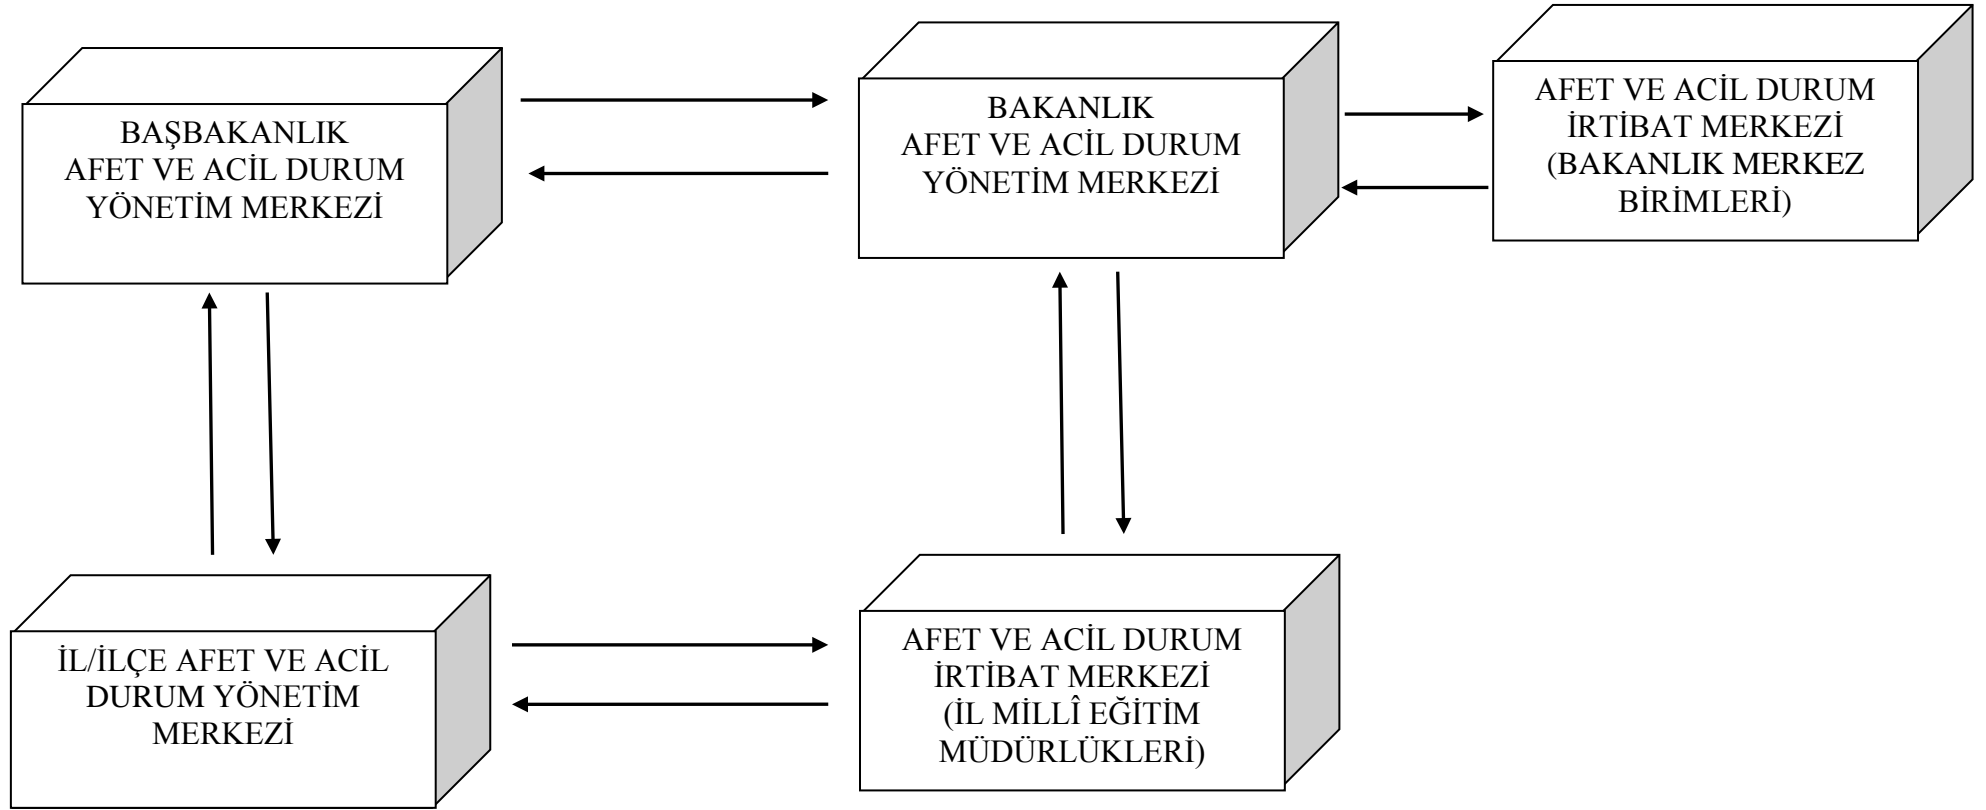 BAŞBAKANLIK
AFET VE ACİL DURUM
YÖNETİM MERKEZİ
BAKANLIK
AFET VE ACİL DURUM
YÖNETİM MERKEZİ
AFET VE ACİL DURUM
İRTİBAT MERKEZİ
(BAKANLIK MERKEZ
BİRİMLERİ)
İL/İLÇE AFET VE ACİL
DURUM YÖNETİM
MERKEZİ
AFET VE ACİL DURUM
İRTİBAT MERKEZİ
(İL MİLLÎ EĞİTİM
MÜDÜRLÜKLERİ)